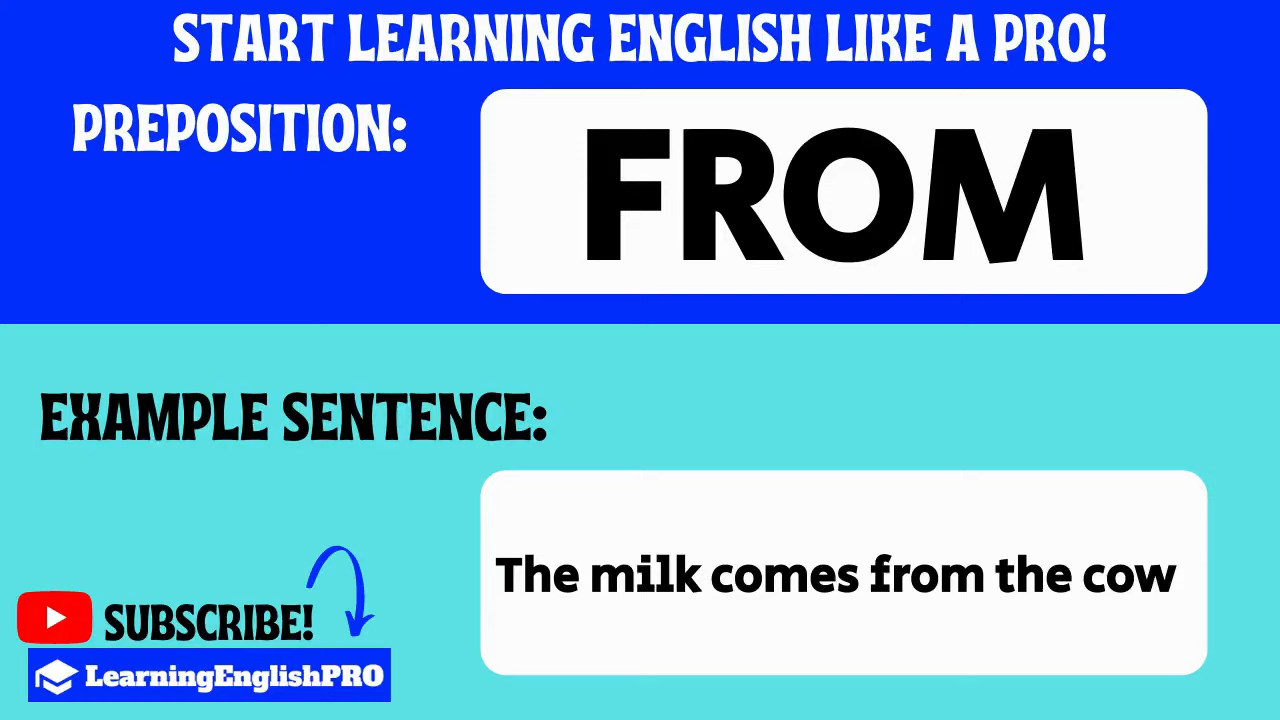 START LEARNING ENGLISH LIKE A PRO!
PREPOSITION:
FROM
EXAMPLE SENTENCE:
The milk comes from the cow
SUBSCRIBE!
LearningEnglishPRO